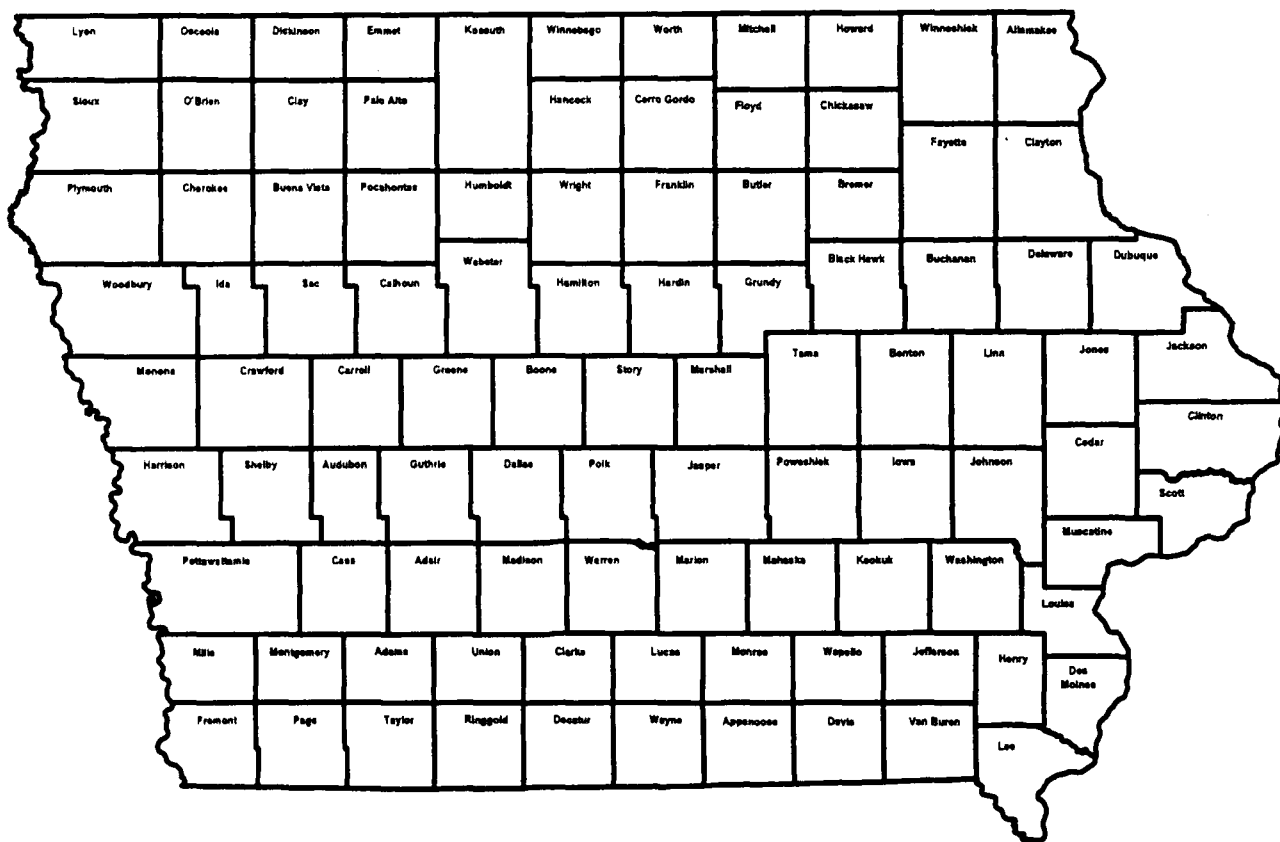 Lyon Osceola Dickinson Emmet Kossuth Winnebago Worth Mitchell Howard Winneshiek Allamakee
Sioux O'Brien Clay Palo Alto Hancock Cerro Gordo Floyd Chickasaw
Fayette Clayton
Plymouth Cherokee Buena Vista Pocahontas Humboldt Wright Franklin Butler Bremer
Webster Black Hawk Buchanan Delaware Dubuque
Woodbury Ida Sac Calhoun Hamilton Hardin Grundy
Monona Crawford Carroll Greene Boone Story Marshall Tama Benton Linn Jones Jackson
Clinton
Harrison Shelby Audubon Guthrie Dallas Polk Jasper Poweshiek Iowa Johnson Cedar
Scott
Muscatine
Pottawattamie Cass Adair Madison Warren Marion Mahaska Keokuk Washington
Louisa
Mills Montgomery Adams Union Clarke Lucas Monroe Wapello Jefferson Henry Des
Moines
Fremont Page Taylor Ringgold Decatur Wayne Appanoose Davis Van Buren
Lee